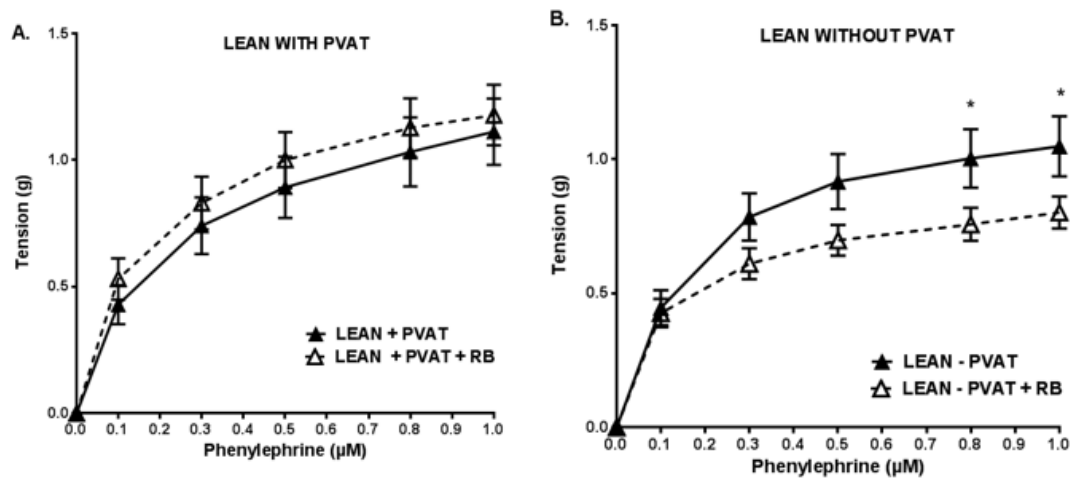 A.
LEAN WITH PVAT
1.5
1.0
0.5
0.0
Tension (g)
LEAN + PVAT
LEAN + PVAT + RB
0.0 0.1 0.2 0.3 0.4 0.5 0.6 0.7 0.8 0.9 1.0
Phenylephrine (µM)
B.
LEAN WITHOUT PVAT
1.5
1.0
0.5
0.0
Tension (g)
* *
LEAN - PVAT
LEAN - PVAT + RB
0.0 0.1 0.2 0.3 0.4 0.5 0.6 0.7 0.8 0.9 1.0
Phenylephrine (µM)